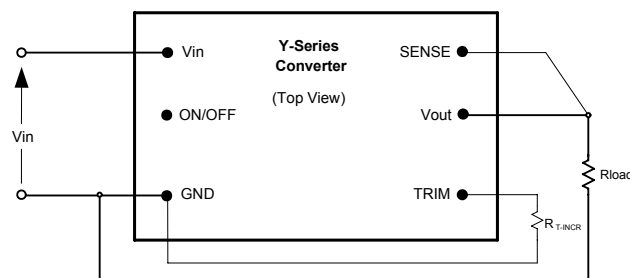 Y-Series
Converter
(Top View)
Vin
SENSE
ON/OFF
Vout
Vin
GND
TRIM
Rload
R T-INCR